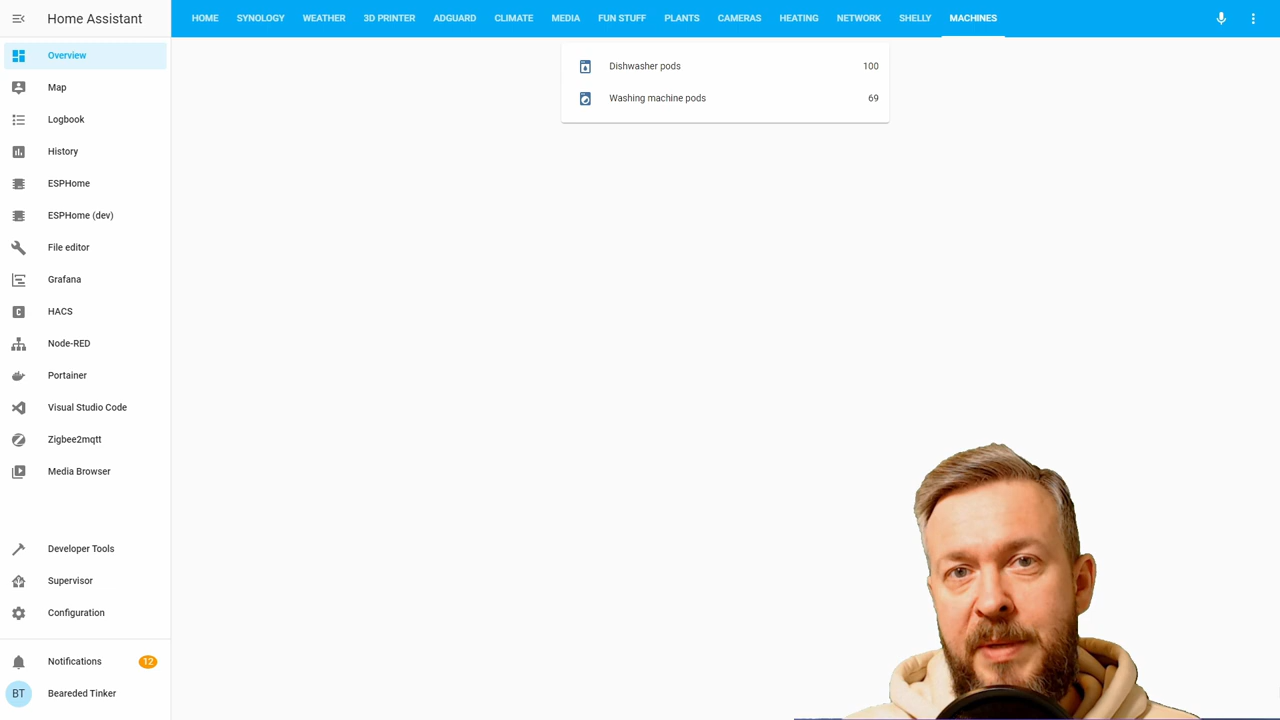 Home Assistant
HOME SYNOLOGY WEATHER 3D PRINTER ADGUARD CLIMATE MEDIA FUN STUFF PLANTS CAMERAS HEATING NETWORK SHELLY MACHINES
Overview
Map
Logbook
History
ESPHome
ESPHome (dev)
File editor
Grafana
C HACS
Node-RED
Portainer
Visual Studio Code
Zigbee2mqtt
Media Browser
Developer Tools
Supervisor
Configuration
Notifications 12
BT Beareded Tinker
Dishwasher pods 100
Washing machine pods 69